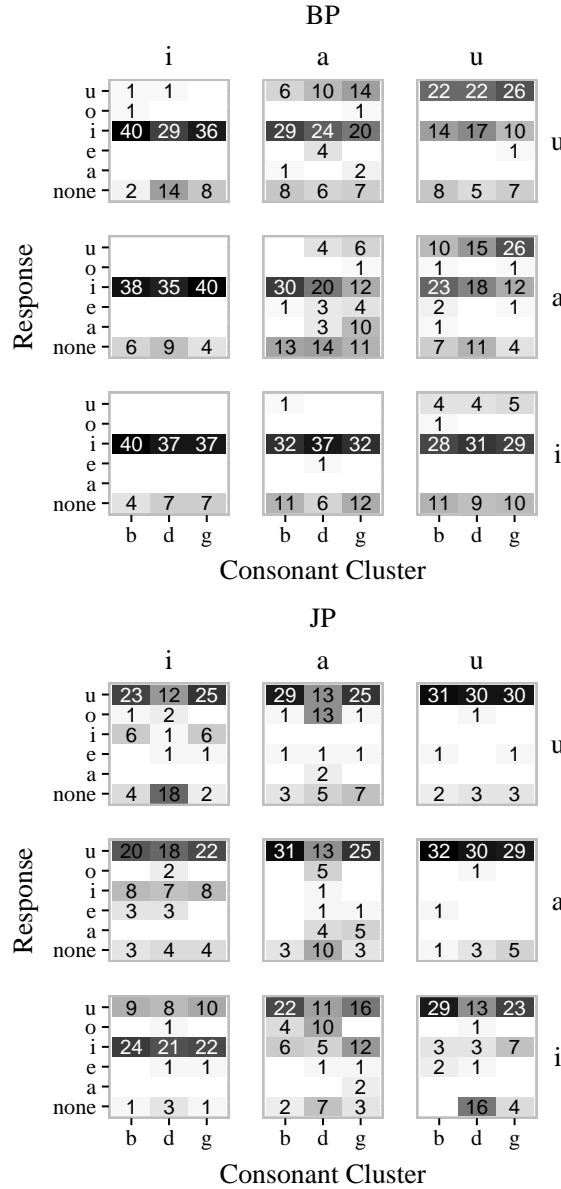 BP
i a u
u 1 1 6 10 14 22 22 26
o 1 1
i 40 29 36 29 24 20 14 17 10 u
e 4 1
a 1 2
none 2 14 8 8 6 7 8 5 7
u 4 6 10 15 26
o 1 1 1
i 38 35 40 30 20 12 23 18 12 a
e 1 3 4 2 1
a 3 10 1
none 6 9 4 13 14 11 7 11 4
u 1 4 4 5
o 1
i 40 37 37 32 37 32 28 31 29 i
e 1
a
none 4 7 7 11 6 12 11 9 10
b d g b d g b d g
Response
Consonant Cluster
JP
i a u
u 23 12 25 29 13 25 31 30 30
o 1 2 1 13 1 1
i 6 1 6 u
e 1 1 1 1 1 1 1
a 2
none 4 18 2 3 5 7 2 3 3
u 20 18 22 31 13 25 32 30 29
o 2 5 1
i 8 7 8 1 a
e 3 3 1 1 1
a 4 5
none 3 4 4 3 10 3 1 3 5
u 9 8 10 22 11 16 29 13 23
o 1 4 10 1
i 24 21 22 6 5 12 3 3 7 i
e 1 1 1 1 2 1
a 2
none 1 3 1 2 7 3 16 4
b d g b d g b d g
Response
Consonant Cluster